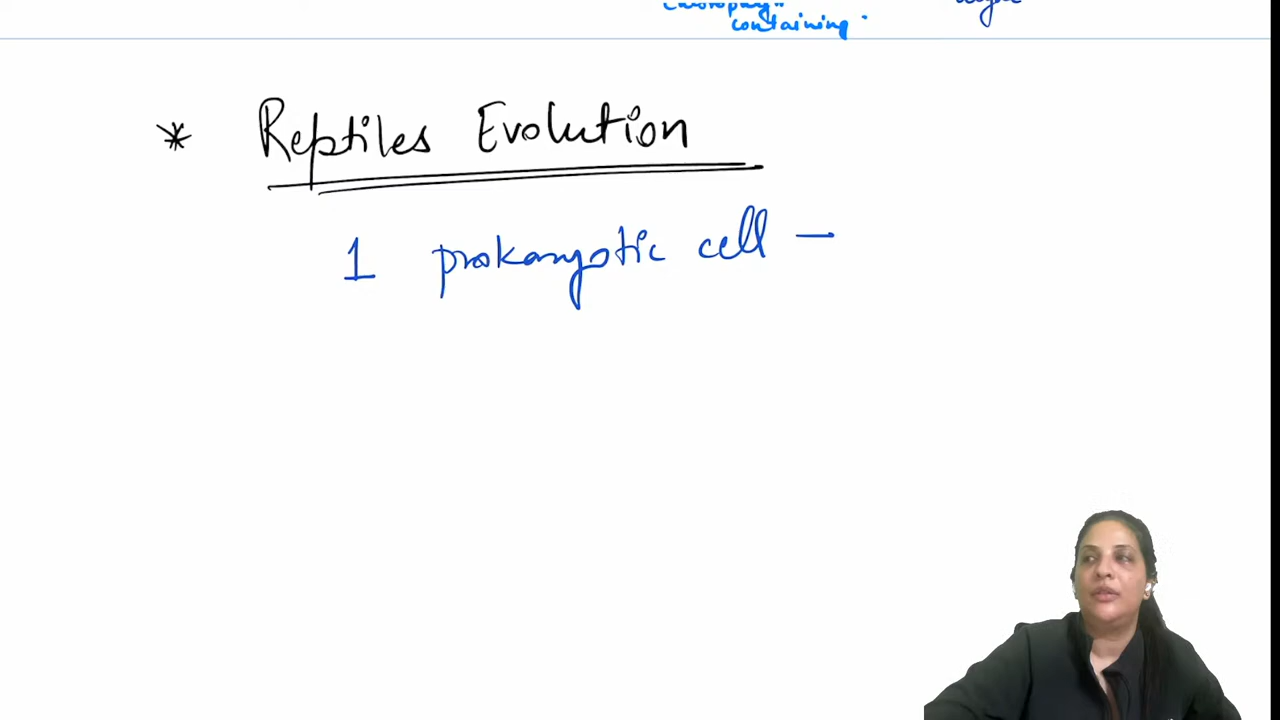 containing
* Reptiles Evolution
1 prokaryotic cell –